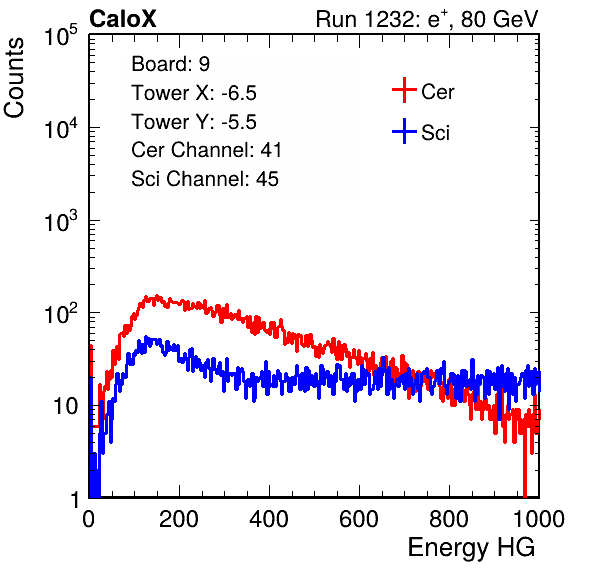 CaloX Run 1232: e+, 80 GeV
Counts
10^5
10^4
10^3
10^2
10
1
Board: 9
Tower X: -6.5
Tower Y: -5.5
Cer Channel: 41
Sci Channel: 45
Cer
Sci
0 200 400 600 800 1000
Energy HG